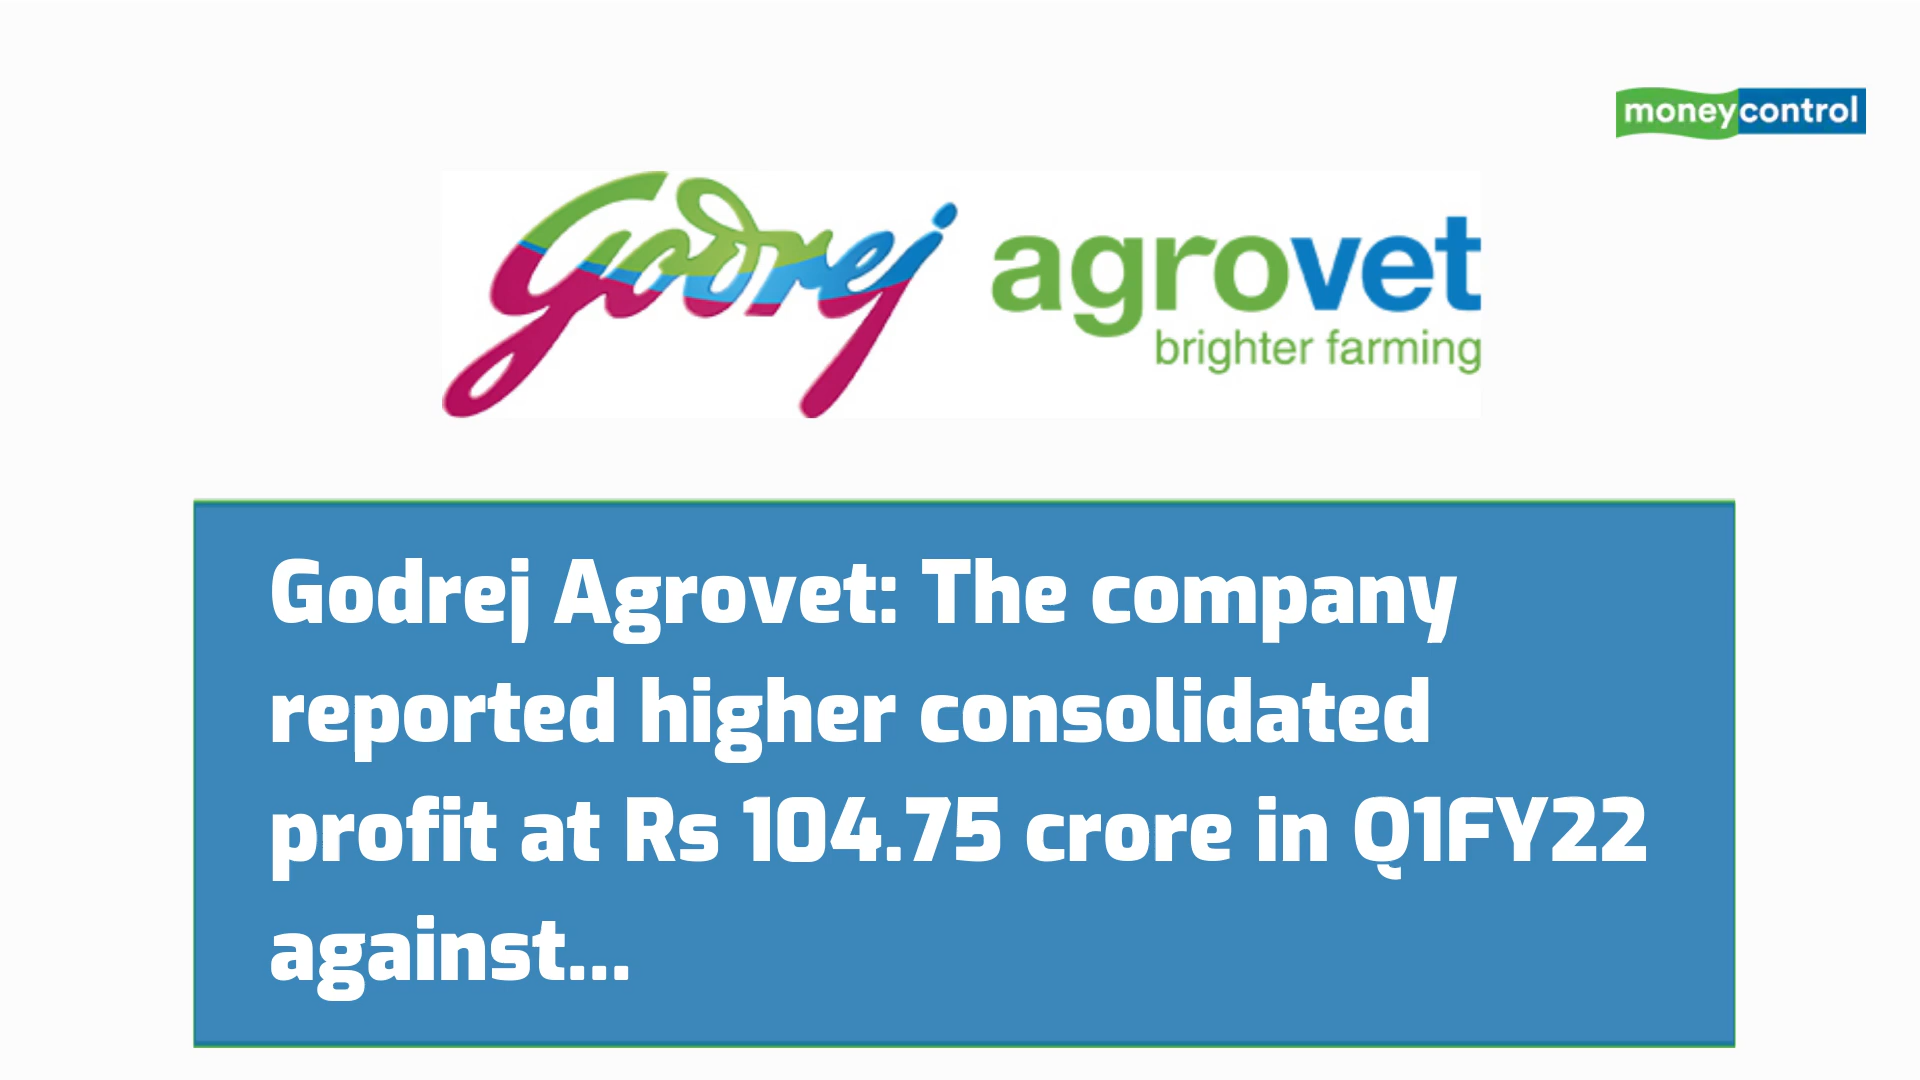 moneycontrol
Godrej agrovet
brighter farming
Godrej Agrovet: The company
reported higher consolidated
profit at Rs 104.75 crore in Q1FY22
against...